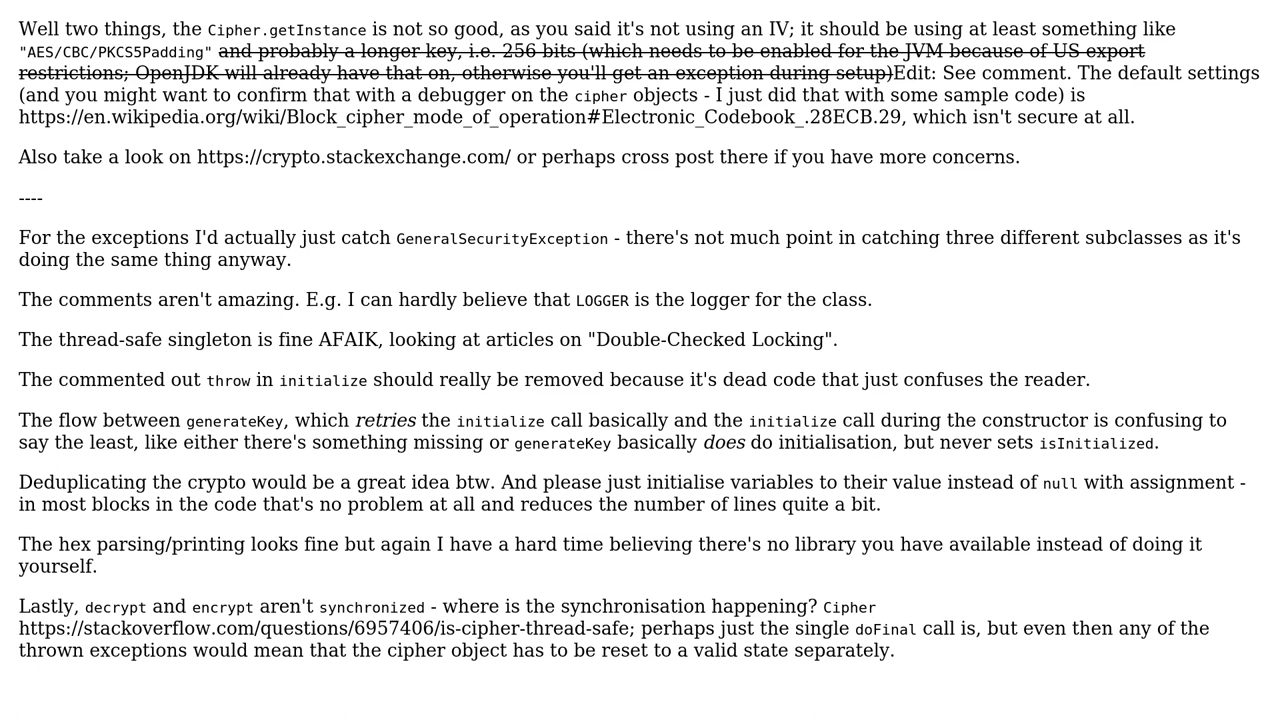 Well two things, the Cipher.getInstance is not so good, as you said it's not using an IV; it should be using at least something like
"AES/CBC/PKCS5Padding" and probably a longer key, i.e. 256 bits (which needs to be enabled for the JVM because of US export
restrictions; OpenJDK will already have that on, otherwise you'll get an exception during setup)Edit: See comment. The default settings
(and you might want to confirm that with a debugger on the cipher objects - I just did that with some sample code) is
https://en.wikipedia.org/wiki/Block_cipher_mode_of_operation#Electronic_Codebook_.28ECB.29, which isn't secure at all.
Also take a look on https://crypto.stackexchange.com/ or perhaps cross post there if you have more concerns.
----
For the exceptions I'd actually just catch GeneralSecurityException - there's not much point in catching three different subclasses as it's
doing the same thing anyway.
The comments aren't amazing. E.g. I can hardly believe that LOGGER is the logger for the class.
The thread-safe singleton is fine AFAIK, looking at articles on "Double-Checked Locking".
The commented out throw in initialize should really be removed because it's dead code that just confuses the reader.
The flow between generateKey, which retries the initialize call basically and the initialize call during the constructor is confusing to
say the least, like either there's something missing or generateKey basically does do initialisation, but never sets isInitialized.
Deduplicating the crypto would be a great idea btw. And please just initialise variables to their value instead of null with assignment -
in most blocks in the code that's no problem at all and reduces the number of lines quite a bit.
The hex parsing/printing looks fine but again I have a hard time believing there's no library you have available instead of doing it
yourself.
Lastly, decrypt and encrypt aren't synchronized - where is the synchronisation happening? Cipher
https://stackoverflow.com/questions/6957406/is-cipher-thread-safe; perhaps just the single doFinal call is, but even then any of the
thrown exceptions would mean that the cipher object has to be reset to a valid state separately.